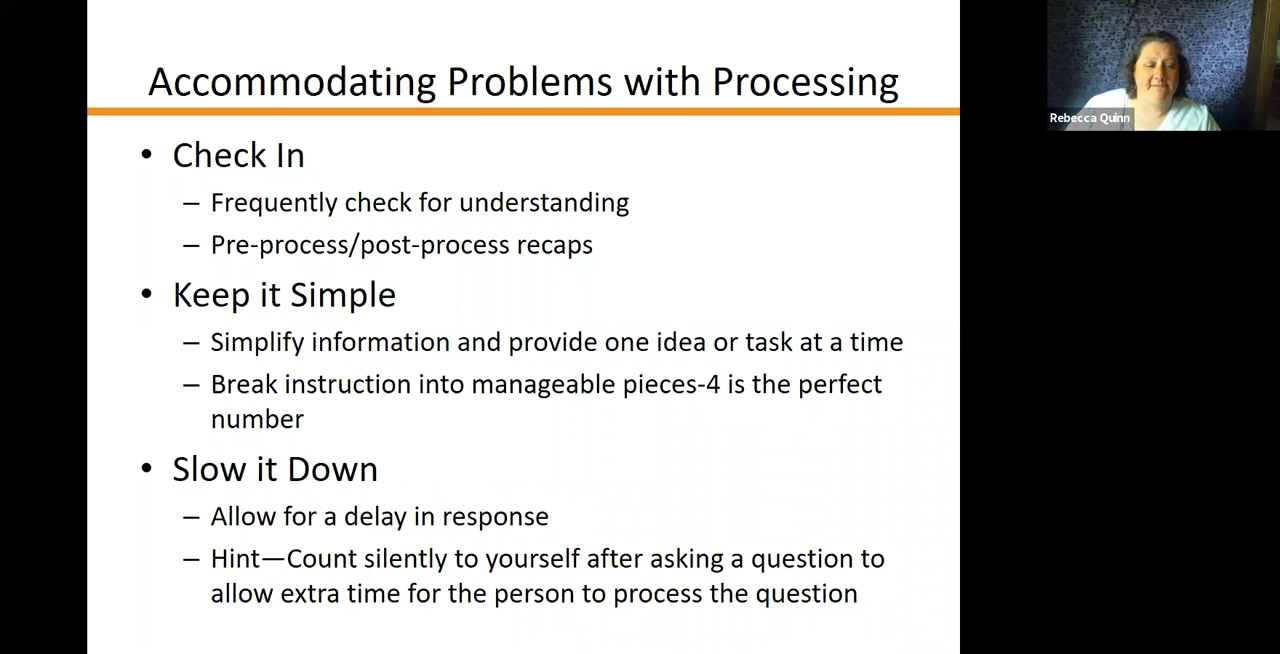 Accommodating Problems with Processing
• Check In
– Frequently check for understanding
– Pre-process/post-process recaps
• Keep it Simple
– Simplify information and provide one idea or task at a time
– Break instruction into manageable pieces-4 is the perfect
number
• Slow it Down
– Allow for a delay in response
– Hint—Count silently to yourself after asking a question to
allow extra time for the person to process the question
Rebecca Quinn